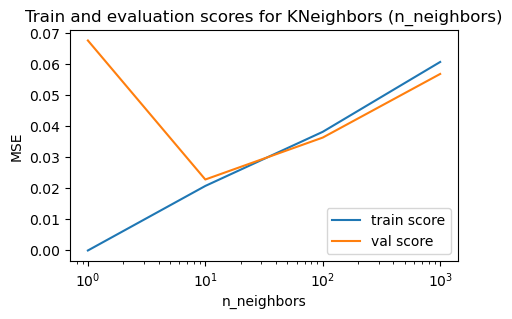 Train and evaluation scores for KNeighbors (n_neighbors)
0.07
0.06
0.05
0.04
0.03
0.02
0.01
0.00
MSE
10⁰
10¹
10²
10³
n_neighbors
train score
val score